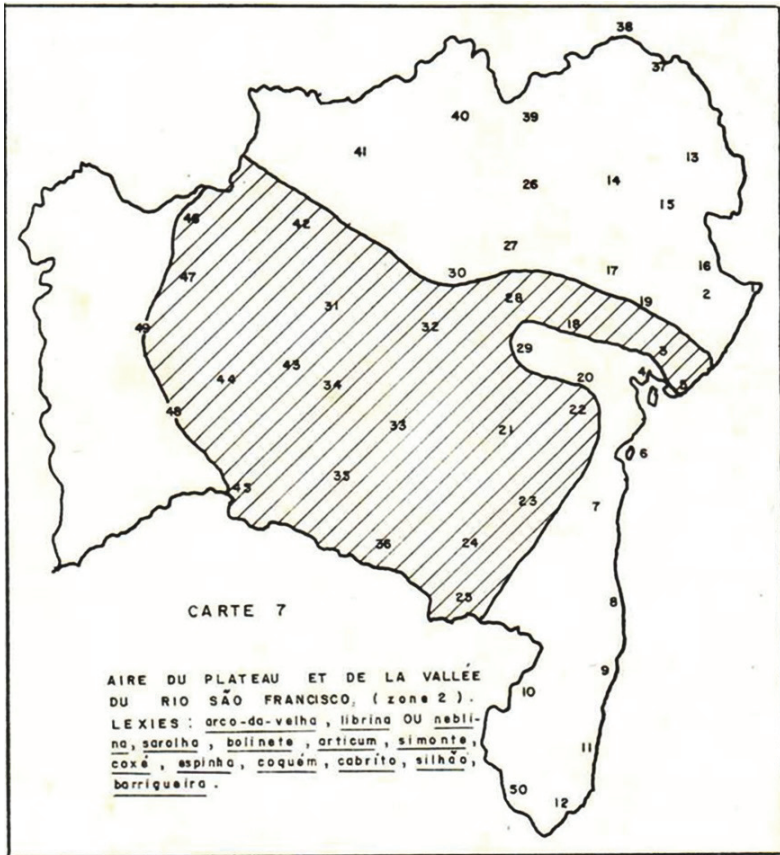 38
37
40 39
41 13
26 14
15
46 42
27
47 30 17 16
28 19 2 1
31
49 32 18
29 3
43 4
44 34 20 5
48 22
33 21
6
45 35
23 7
36 24
25
CARTE 7 8
AIRE DU PLATEAU ET DE LA VALLÉE 9
DU RIO SÃO FRANCISCO, (zone 2). 10
LEXIES : arco-da-velha, librina OU nebli-
na, sarolha, bolinete, articum, simonte,
coxé, espinha, coquém, cabrito, silhão, 11
barrigueira.
50 12